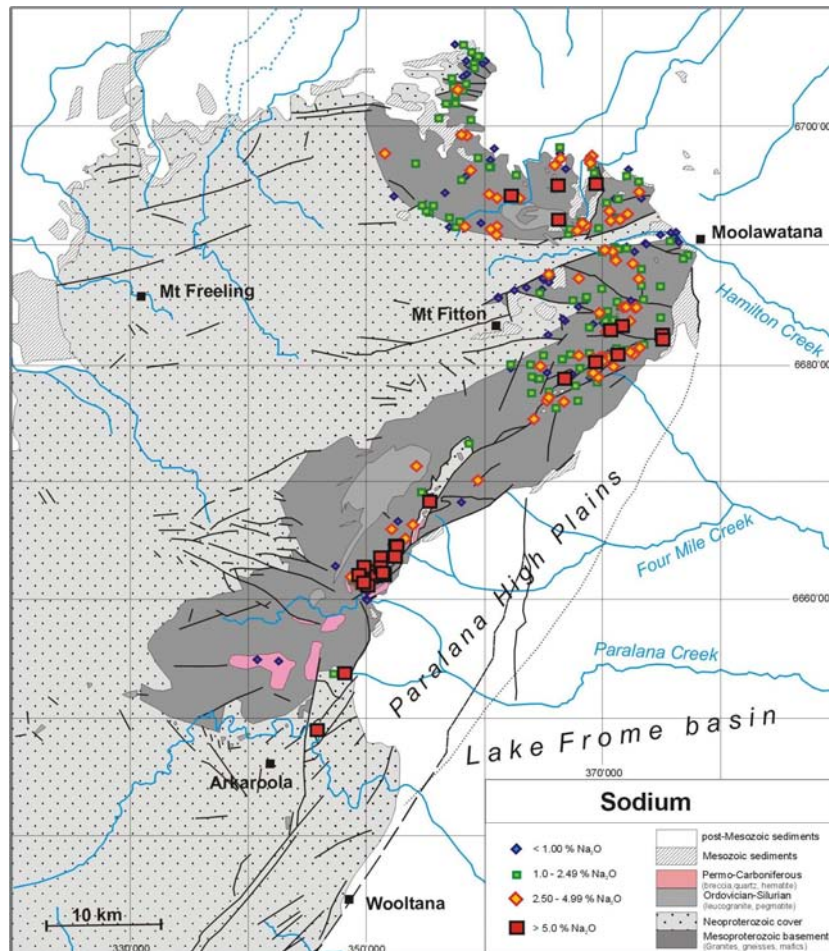 6700'000
Moolawatana
Mt Freeling
Mt Fitton
Hamilton Creek
6680'000
Paralana High Plains
Four Mile Creek
6660'000
Paralana Creek
Lake Frome basin
370'000
Arkaroola
Wooltana
10 km
330'000
350'000
Sodium
< 1.00 % Na₂O
1.0 - 2.49 % Na₂O
2.50 - 4.99 % Na₂O
> 5.0 % Na₂O
post-Mesozoic sediments
Mesozoic sediments
Permo-Carboniferous
(breccia,quartz, hematite)
Ordovician-Silurian
(leucogranite, pegmatite)
Neoproterozoic cover
Mesoproterozoic basement
(Granites, gneisses, mafics)